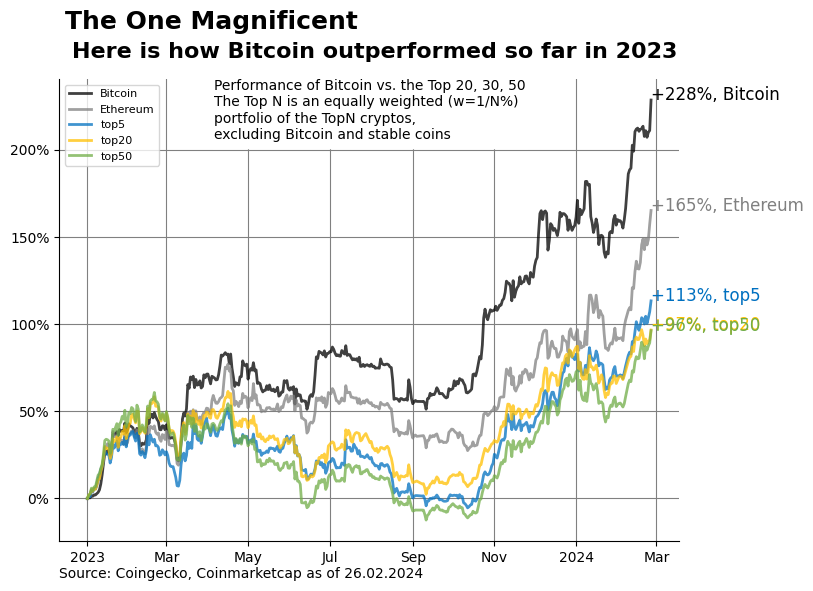 The One Magnificent
Here is how Bitcoin outperformed so far in 2023
Bitcoin
Ethereum
top5
top20
top50
Performance of Bitcoin vs. the Top 20, 30, 50
The Top N is an equally weighted (w=1/N%)
portfolio of the TopN cryptos,
excluding Bitcoin and stable coins
+228%, Bitcoin
+165%, Ethereum
+113%, top5
200%
150%
100%
50%
0%
2023 Mar May Jul Sep Nov 2024 Mar
Source: Coingecko, Coinmarketcap as of 26.02.2024